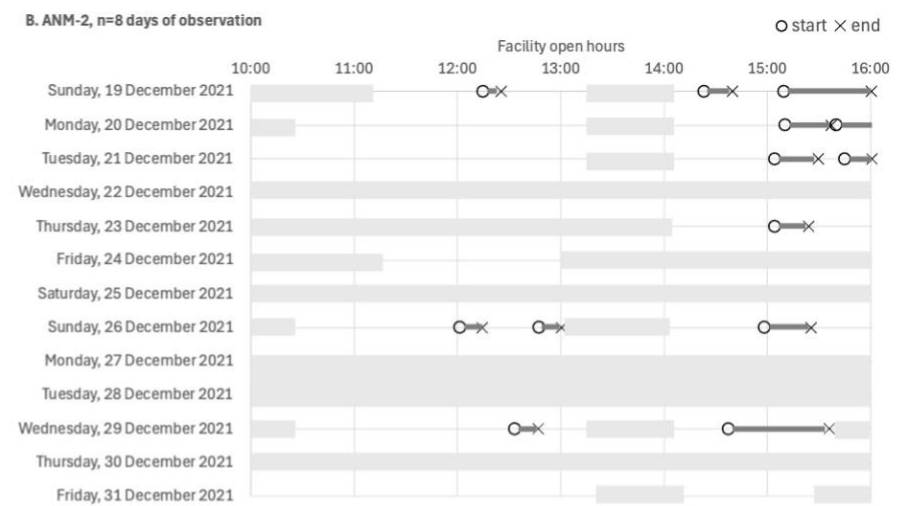 B. ANM-2, n=8 days of observation
start end
Facility open hours
10:00 11:00 12:00 13:00 14:00 15:00 16:00
Sunday, 19 December 2021
Monday, 20 December 2021
Tuesday, 21 December 2021
Wednesday, 22 December 2021
Thursday, 23 December 2021
Friday, 24 December 2021
Saturday, 25 December 2021
Sunday, 26 December 2021
Monday, 27 December 2021
Tuesday, 28 December 2021
Wednesday, 29 December 2021
Thursday, 30 December 2021
Friday, 31 December 2021